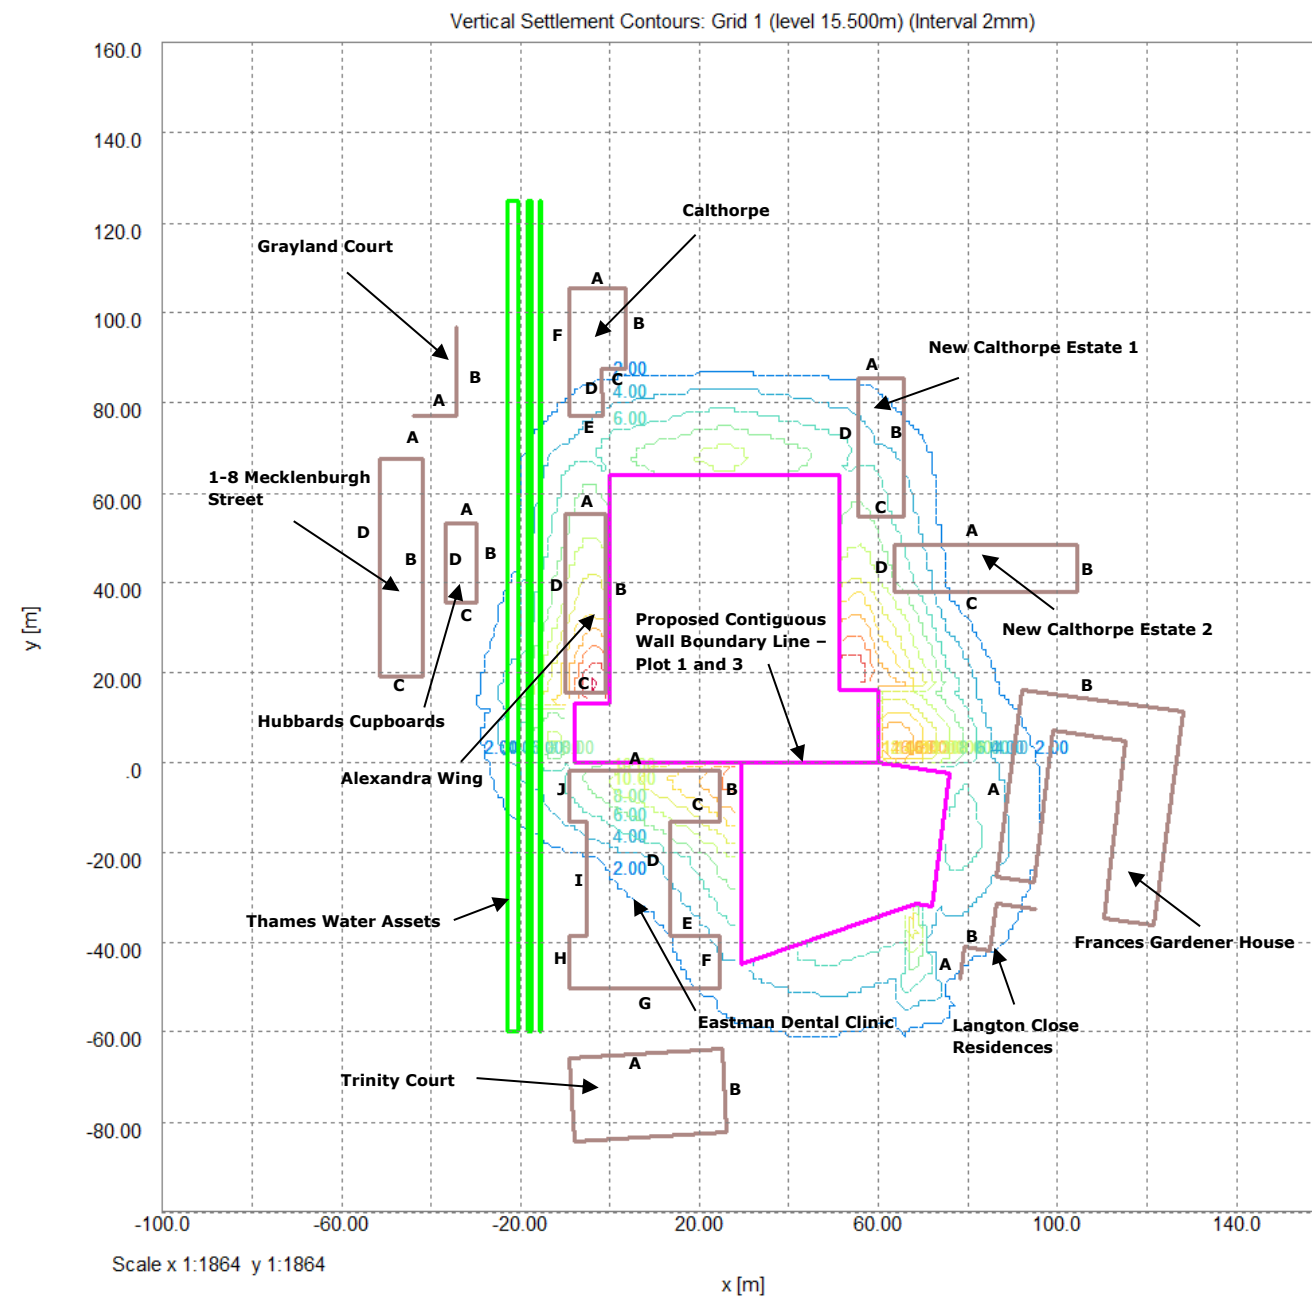 Vertical Settlement Contours: Grid 1 (level 15.500m) (Interval 2mm)
160.0
140.0
120.0
100.0
80.00
60.00
40.00
20.00
.0
-20.00
-40.00
-60.00
-80.00
y [m]
Calthorpe
Grayland Court
A
B
F
C
D
E
2.00
4.00
6.00
New Calthorpe Estate 1
A
B
D
C
B
A
A
1-8 Mecklenburgh
Street
D
B
C
A
D
B
C
Hubbards Cupboards
A
D
B
C
Alexandra Wing
Proposed Contiguous
Wall Boundary Line –
Plot 1 and 3
A
D
B
C
New Calthorpe Estate 2
B
A
Frances Gardener House
2.00
4.00
2.00
A
J
B
C
10.00
8.00
6.00
4.00
2.00
D
I
E
H
F
G
Thames Water Assets
Eastman Dental Clinic
B
A
Langton Close
Residences
Trinity Court
A
B
-100.0
-60.00
-20.00
20.00
60.00
100.0
140.0
Scale x 1:1864 y 1:1864
x [m]